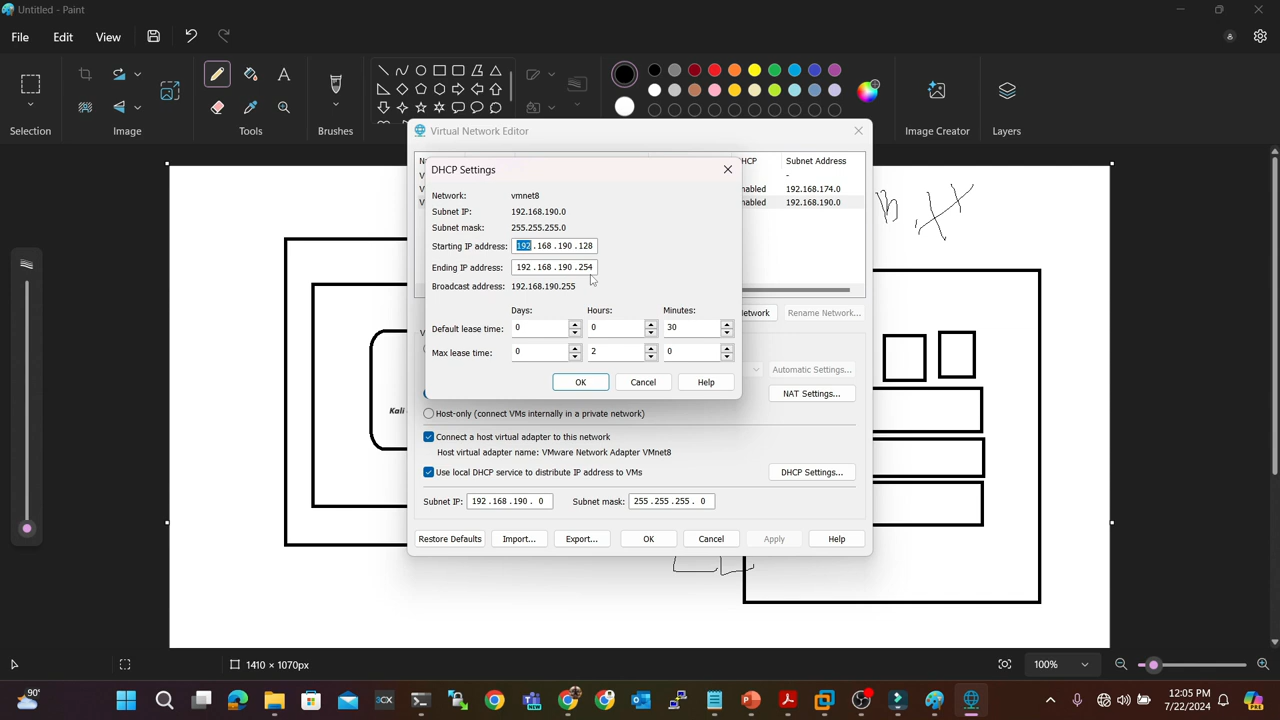 Untitled - Paint
File Edit View
Selection Image Tools Brushes Image Creator Layers
Virtual Network Editor
HCP Subnet Address
-
nabled 192.168.174.0
nabled 192.168.190.0
DHCP Settings
Network: vmnet8
Subnet IP: 192.168.190.0
Subnet mask: 255.255.255.0
Starting IP address: 192 .168 .190 .128
Ending IP address: 192 .168 .190 .254
Broadcast address: 192.168.190.255
Days: Hours: Minutes:
Default lease time: 0 0 30
Max lease time: 0 2 0
OK Cancel Help
etwork Rename Network...
Automatic Settings...
NAT Settings...
Kali
Host-only (connect VMs internally in a private network)
Connect a host virtual adapter to this network
Host virtual adapter name: VMware Network Adapter VMnet8
Use local DHCP service to distribute IP address to VMs
DHCP Settings...
Subnet IP: 192 .168 .190 . 0 Subnet mask: 255 .255 .255 . 0
Restore Defaults Import... Export... OK Cancel Apply Help
1410 × 1070px 100%
90°
12:05 PM
7/22/2024